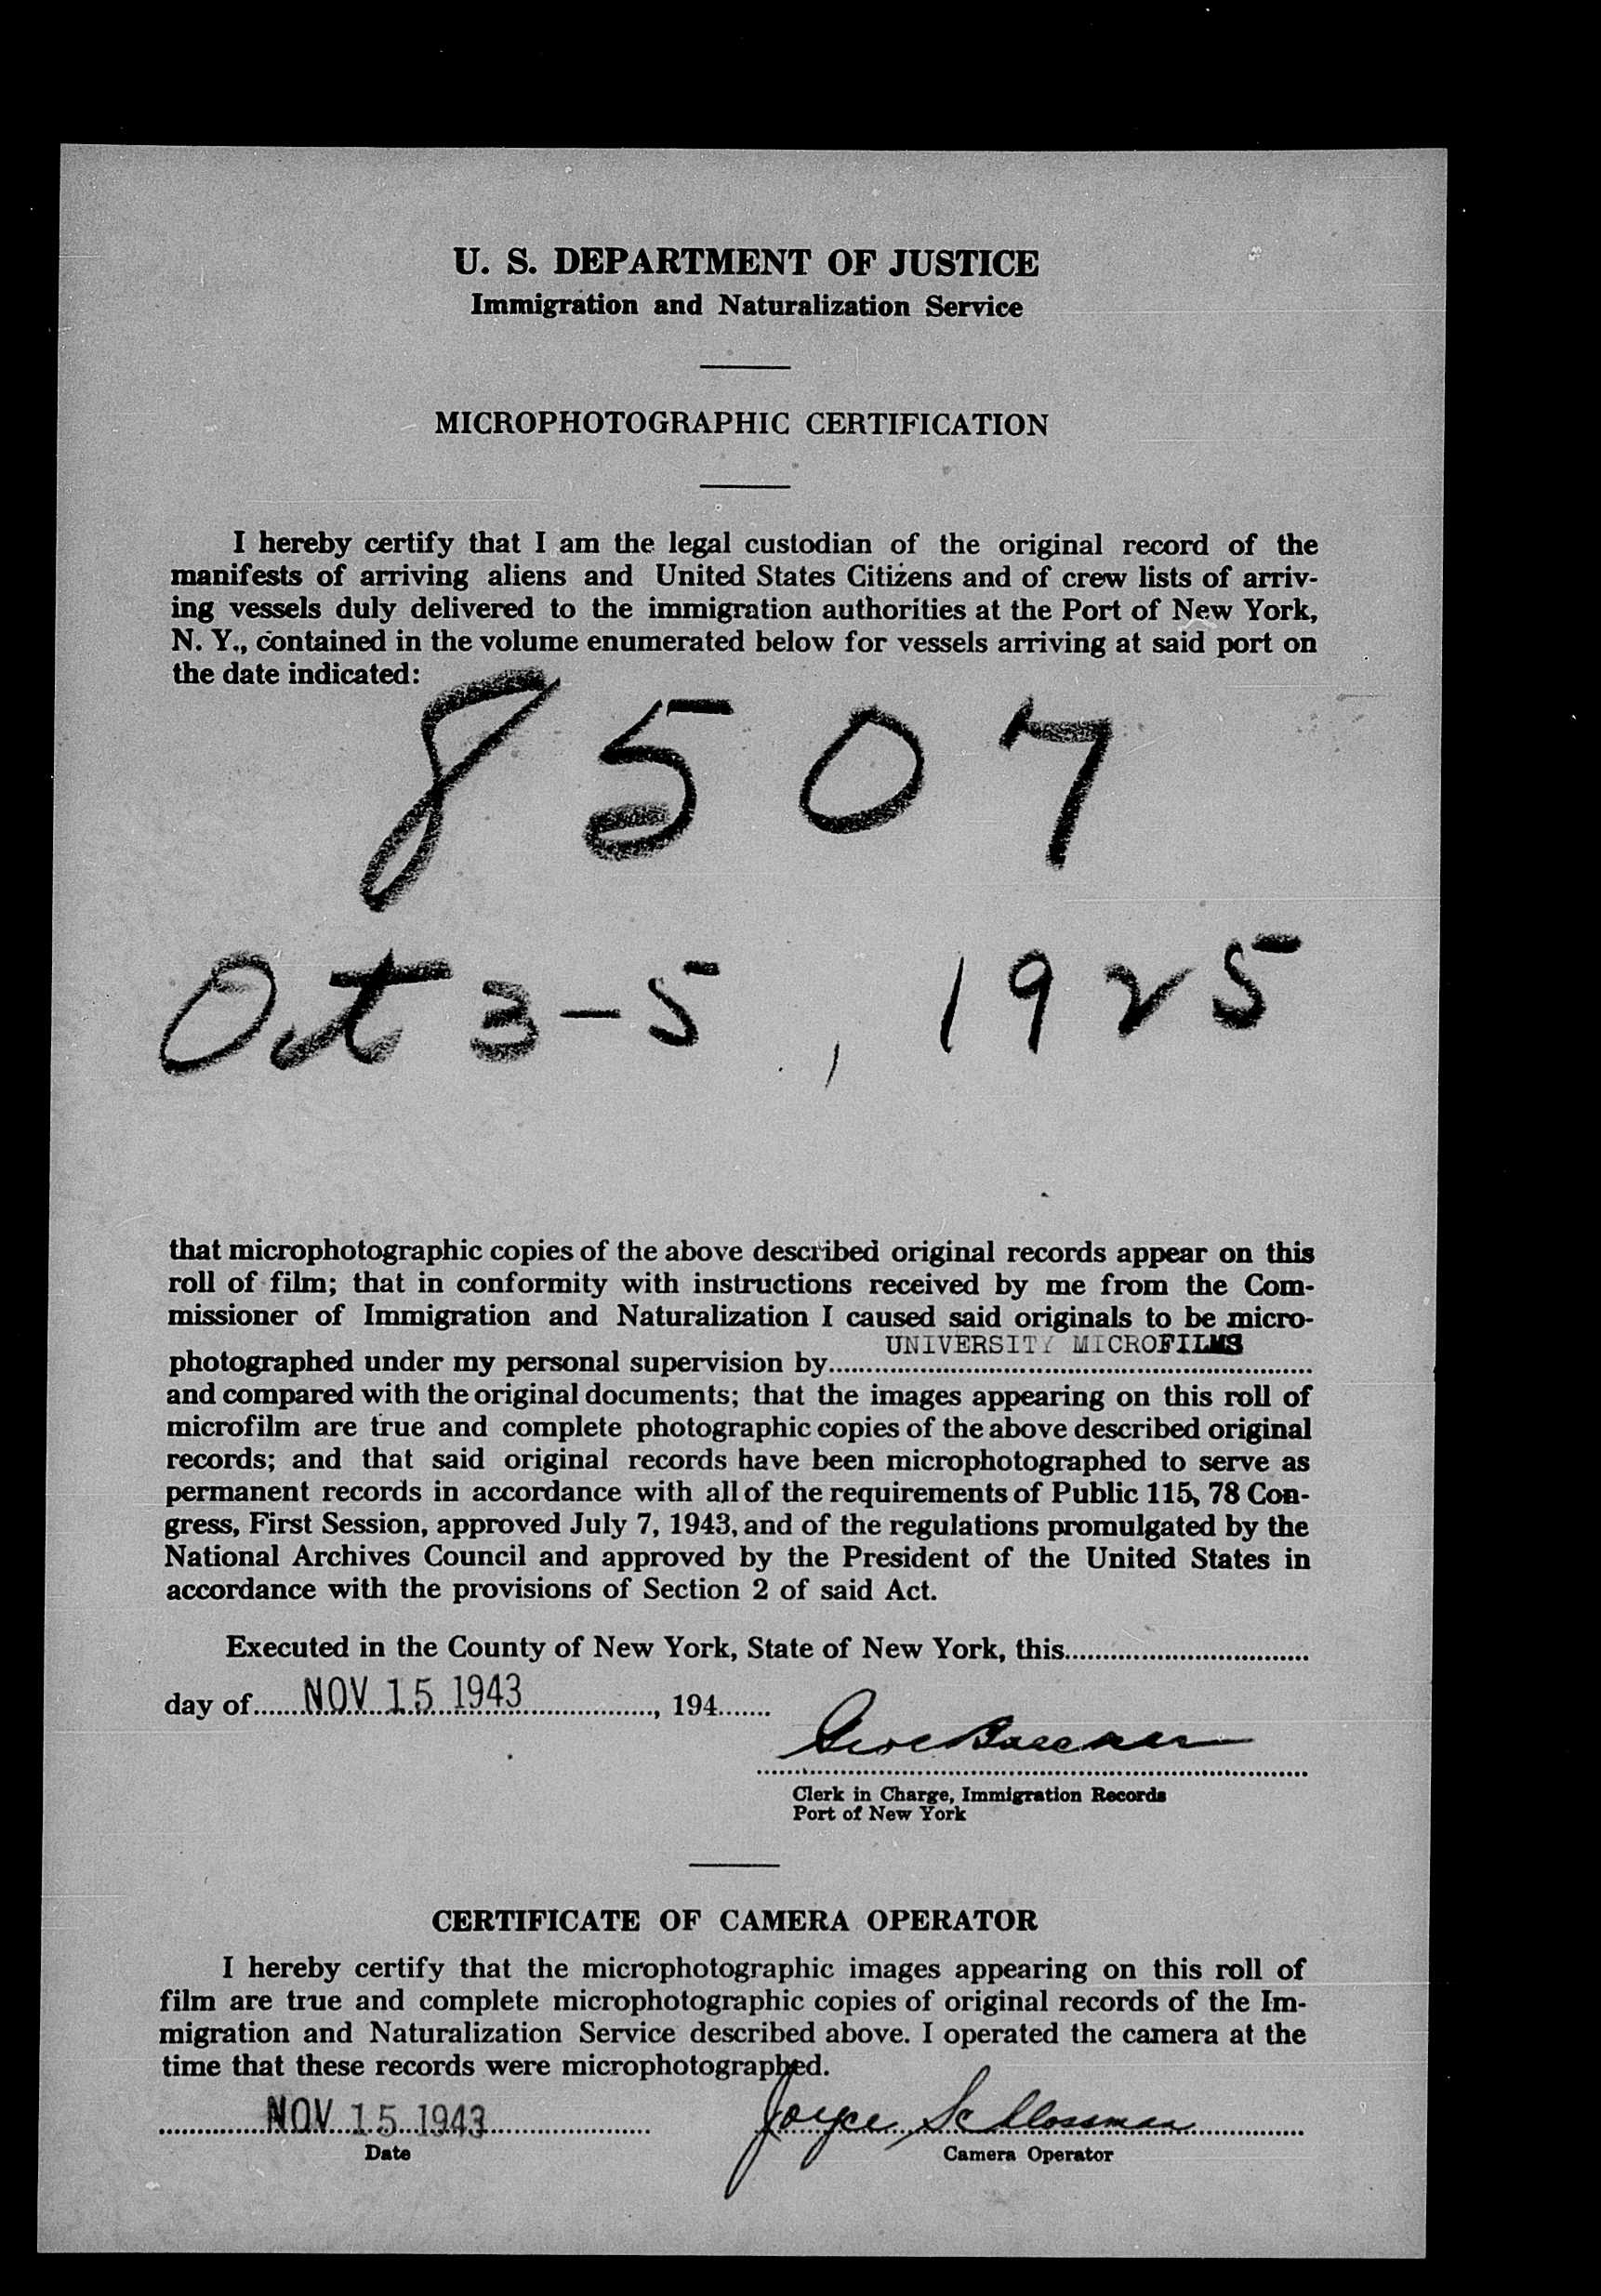 U. S. DEPARTMENT OF JUSTICE
Immigration and Naturalization Service
MICROPHOTOGRAPHIC CERTIFICATION
I hereby certify that I am the legal custodian of the original record of the
manifests of arriving aliens and United States Citizens and of crew lists of arriv-
ing vessels duly delivered to the immigration authorities at the Port of New York,
N. Y., contained in the volume enumerated below for vessels arriving at said port on
the date indicated:
8507
Oct 3-5, 1925
that microphotographic copies of the above described original records appear on this
roll of film; that in conformity with instructions received by me from the Com-
missioner of Immigration and Naturalization I caused said originals to be micro-
UNIVERSITY MICROFILMS
photographed under my personal supervision by
and compared with the original documents; that the images appearing on this roll of
microfilm are true and complete photographic copies of the above described original
records; and that said original records have been microphotographed to serve as
permanent records in accordance with all of the requirements of Public 115, 78 Con-
gress, First Session, approved July 7, 1943, and of the regulations promulgated by the
National Archives Council and approved by the President of the United States in
accordance with the provisions of Section 2 of said Act.
Executed in the County of New York, State of New York, this
day of NOV 15 1943, 194
Clerk in Charge, Immigration Records
Port of New York
CERTIFICATE OF CAMERA OPERATOR
I hereby certify that the microphotographic images appearing on this roll of
film are true and complete microphotographic copies of original records of the Im-
migration and Naturalization Service described above. I operated the camera at the
time that these records were microphotographed.
NOV 15 1943 Joyce Schlossman
Date Camera Operator